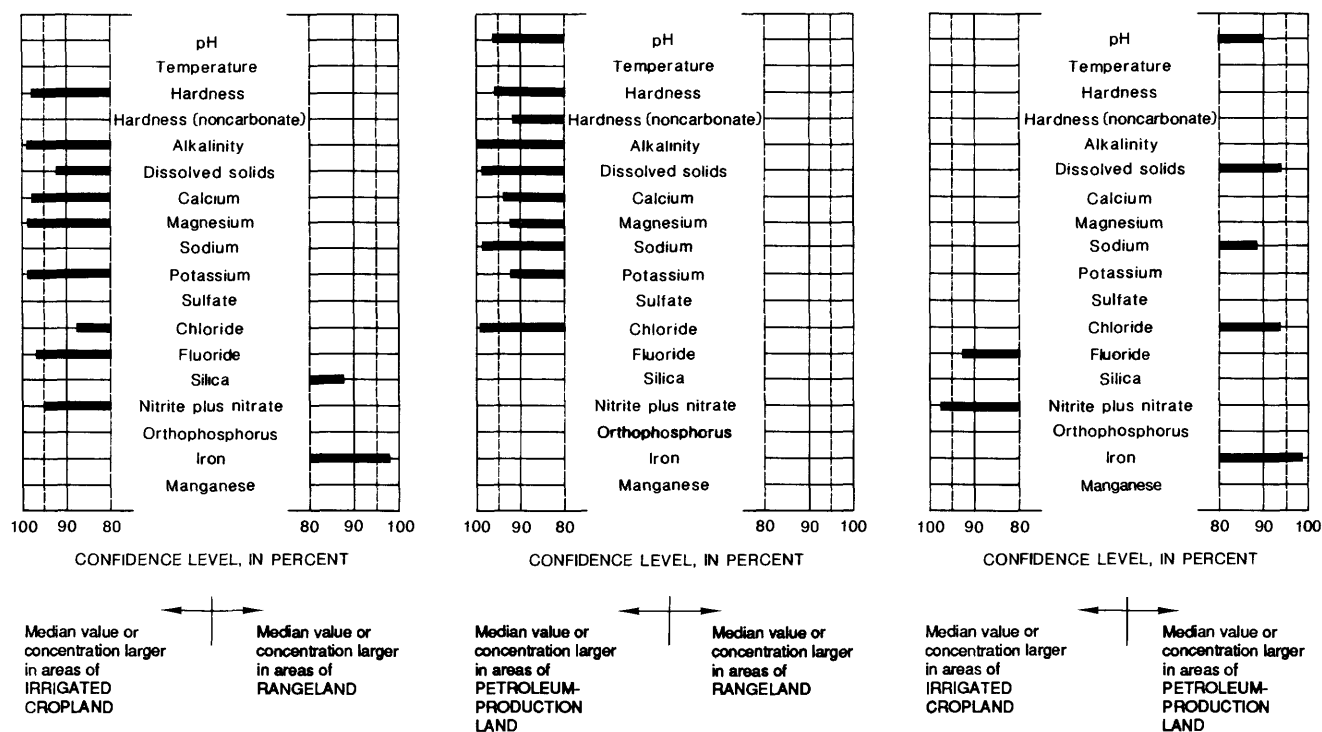 pH
Temperature
Hardness
Hardness (noncarbonate)
Alkalinity
Dissolved solids
Calcium
Magnesium
Sodium
Potassium
Sulfate
Chloride
Fluoride
Silica
Nitrite plus nitrate
Orthophosphorus
Iron
Manganese
100 90 80 80 90 100
CONFIDENCE LEVEL, IN PERCENT
Median value or
concentration larger
in areas of
IRRIGATED
CROPLAND
Median value or
concentration larger
in areas of
RANGELAND
pH
Temperature
Hardness
Hardness (noncarbonate)
Alkalinity
Dissolved solids
Calcium
Magnesium
Sodium
Potassium
Sulfate
Chloride
Fluoride
Silica
Nitrite plus nitrate
Orthophosphorus
Iron
Manganese
100 90 80 80 90 100
CONFIDENCE LEVEL, IN PERCENT
Median value or
concentration larger
in areas of
PETROLEUM-
PRODUCTION
LAND
Median value or
concentration larger
in areas of
RANGELAND
pH
Temperature
Hardness
Hardness (noncarbonate)
Alkalinity
Dissolved solids
Calcium
Magnesium
Sodium
Potassium
Sulfate
Chloride
Fluoride
Silica
Nitrite plus nitrate
Orthophosphorus
Iron
Manganese
100 90 80 80 90 100
CONFIDENCE LEVEL, IN PERCENT
Median value or
concentration larger
in areas of
IRRIGATED
CROPLAND
Median value or
concentration larger
in areas of
PETROLEUM-
PRODUCTION
LAND